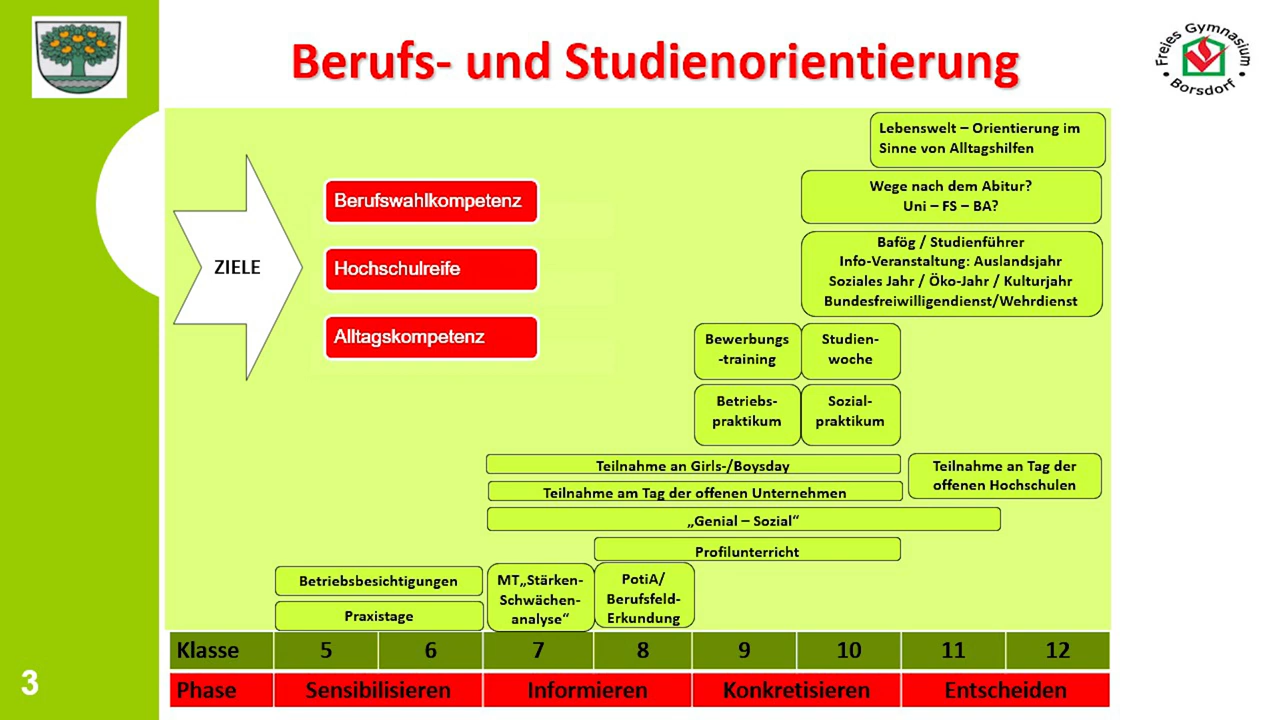 Berufs- und Studienorientierung
Freies Gymnasium
• Borsdorf •
Lebenswelt – Orientierung im
Sinne von Alltagshilfen
Wege nach dem Abitur?
Uni – FS – BA?
Bafög / Studienführer
Info-Veranstaltung: Auslandsjahr
Soziales Jahr / Öko-Jahr / Kulturjahr
Bundesfreiwilligendienst/Wehrdienst
ZIELE
Berufswahlkompetenz
Hochschulreife
Alltagskompetenz
Bewerbungs
-training
Studien-
woche
Betriebs-
praktikum
Sozial-
praktikum
Teilnahme an Girls-/Boysday
Teilnahme an Tag der
offenen Hochschulen
Teilnahme am Tag der offenen Unternehmen
„Genial – Sozial“
Profilunterricht
Betriebsbesichtigungen
Praxistage
MT„Stärken-
Schwächen-
analyse“
PotiA/
Berufsfeld-
Erkundung
Klasse 5 6 7 8 9 10 11 12
Phase Sensibilisieren Informieren Konkretisieren Entscheiden
3